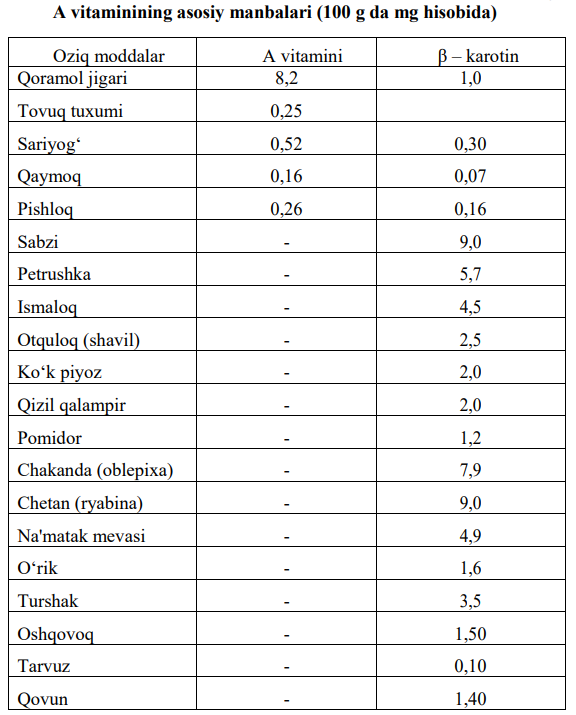 A vitaminining asosiy manbalari (100 g da mg hisobida)
Oziq moddalar A vitamini β – karotin
Qoramol jigari 8,2 1,0
Tovuq tuxumi 0,25
Sariyog‘ 0,52 0,30
Qaymoq 0,16 0,07
Pishloq 0,26 0,16
Sabzi - 9,0
Petrushka - 5,7
Ismaloq - 4,5
Otquloq (shavil) - 2,5
Ko‘k piyoz - 2,0
Qizil qalampir - 2,0
Pomidor - 1,2
Chakanda (oblepixa) - 7,9
Chetan (ryabina) - 9,0
Na'matak mevasi - 4,9
O‘rik - 1,6
Turshak - 3,5
Oshqovoq - 1,50
Tarvuz - 0,10
Qovun - 1,40